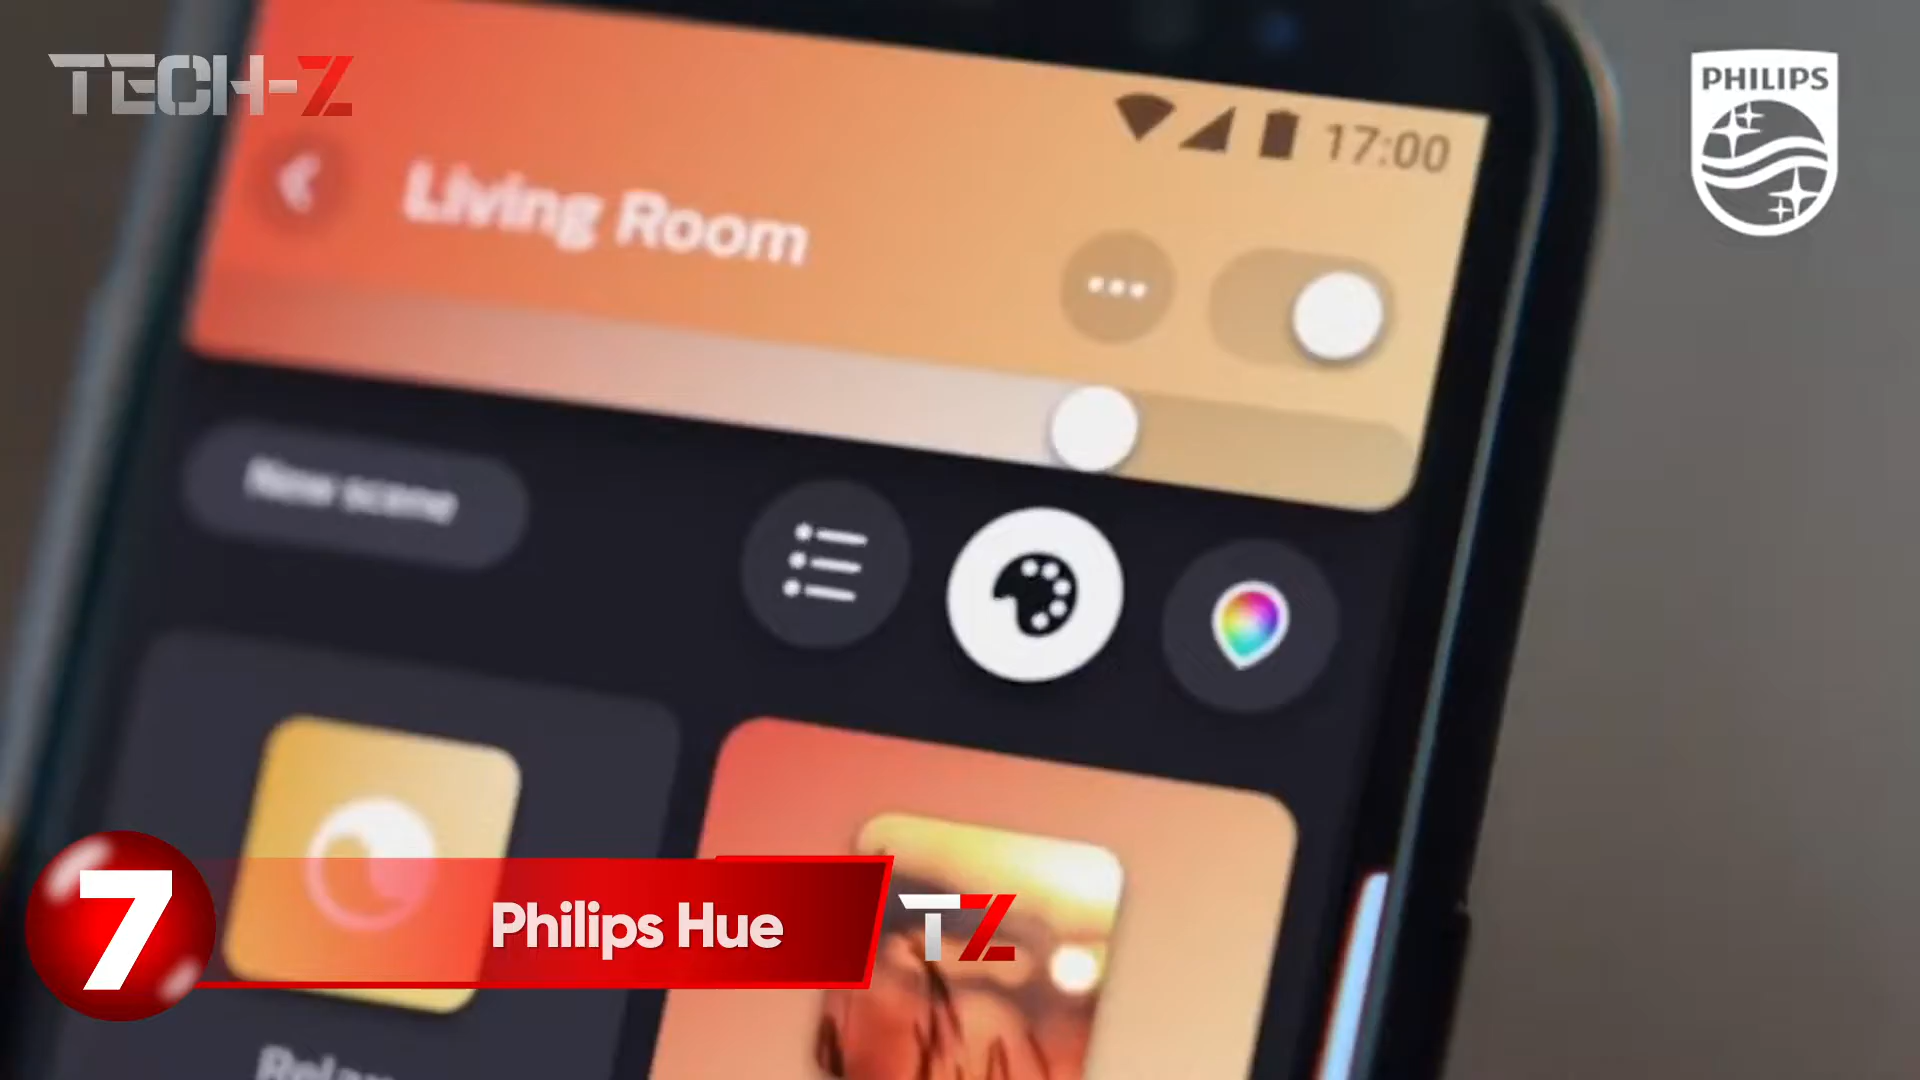 TECH-Z
PHILIPS
17:00
Living Room
New scene
7
Philips Hue
TZ